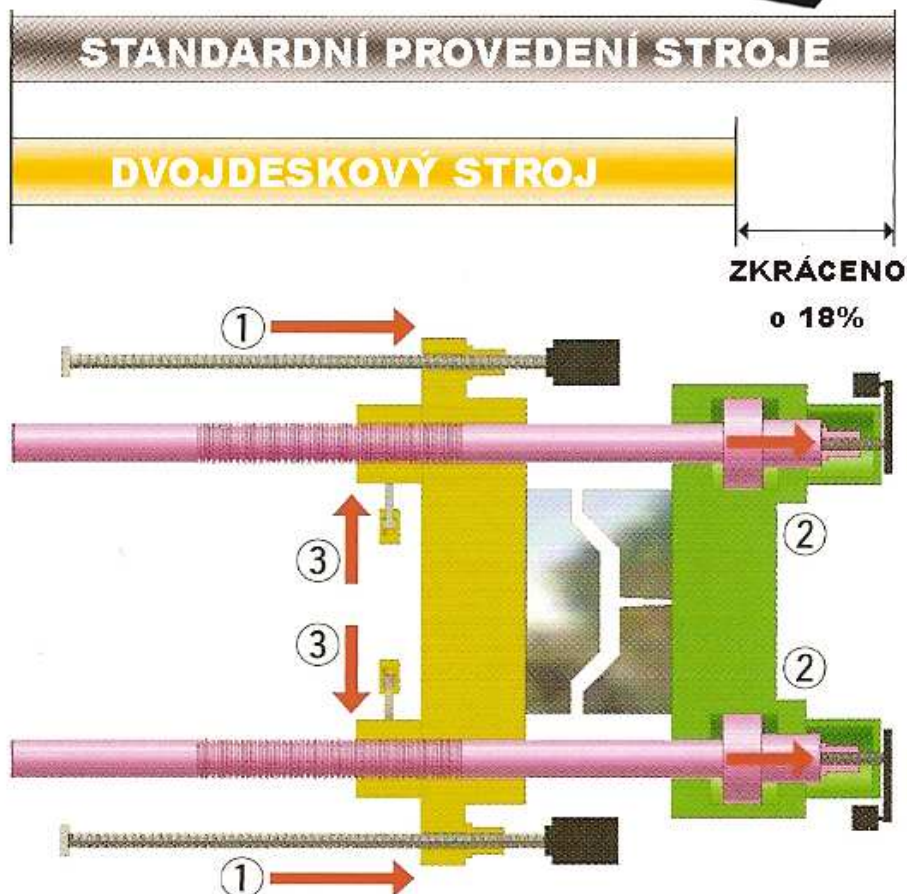 STANDARDNÍ PROVEDENÍ STROJE
DVOJDESKOVÝ STROJ
ZKRÁCENO
o 18%
①
②
③
③
②
①